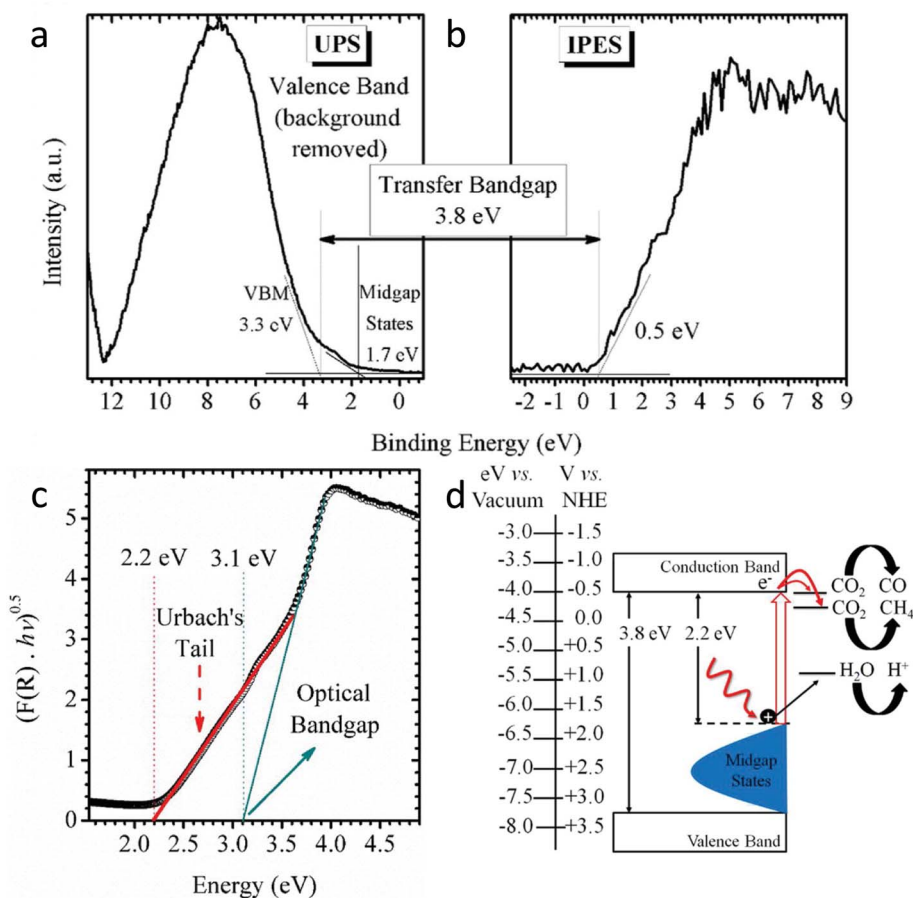 a
UPS
Valence Band
(background
removed)
b
IPES
Transfer Bandgap
3.8 eV
VBM
3.3 eV
Midgap
States
1.7 eV
0.5 eV
Intensity (a.u.)
12 10 8 6 4 2 0
-2 -1 0 1 2 3 4 5 6 7 8 9
Binding Energy (eV)
c
5
4
3
2
1
0
2.2 eV
3.1 eV
Urbach's
Tail
Optical
Bandgap
(F(R) . hν)0.5
2.0 2.5 3.0 3.5 4.0 4.5
Energy (eV)
d
eV vs.
Vacuum
V vs.
NHE
-3.0 -1.5
-3.5 -1.0
-4.0 -0.5
-4.5 0.0
-5.0 +0.5
-5.5 +1.0
-6.0 +1.5
-6.5 +2.0
-7.0 +2.5
-7.5 +3.0
-8.0 +3.5
Conduction Band
e-
CO2 CO
CO2 CH4
3.8 eV
2.2 eV
H2O H+
+
Midgap
States
Valence Band